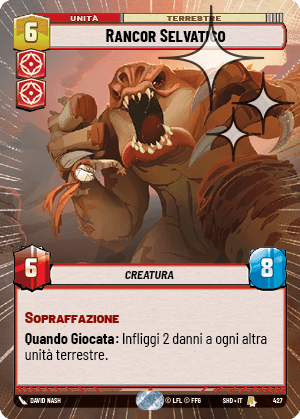 UNITÀ
TERRESTRE
6
RANCOR SELVATICO
6
8
CREATURA
SOPRAFFAZIONE
Quando Giocata: Infliggi 2 danni a ogni altra
unità terrestre.
DAVID NASH
© LFL © FFG
SHD • IT
427